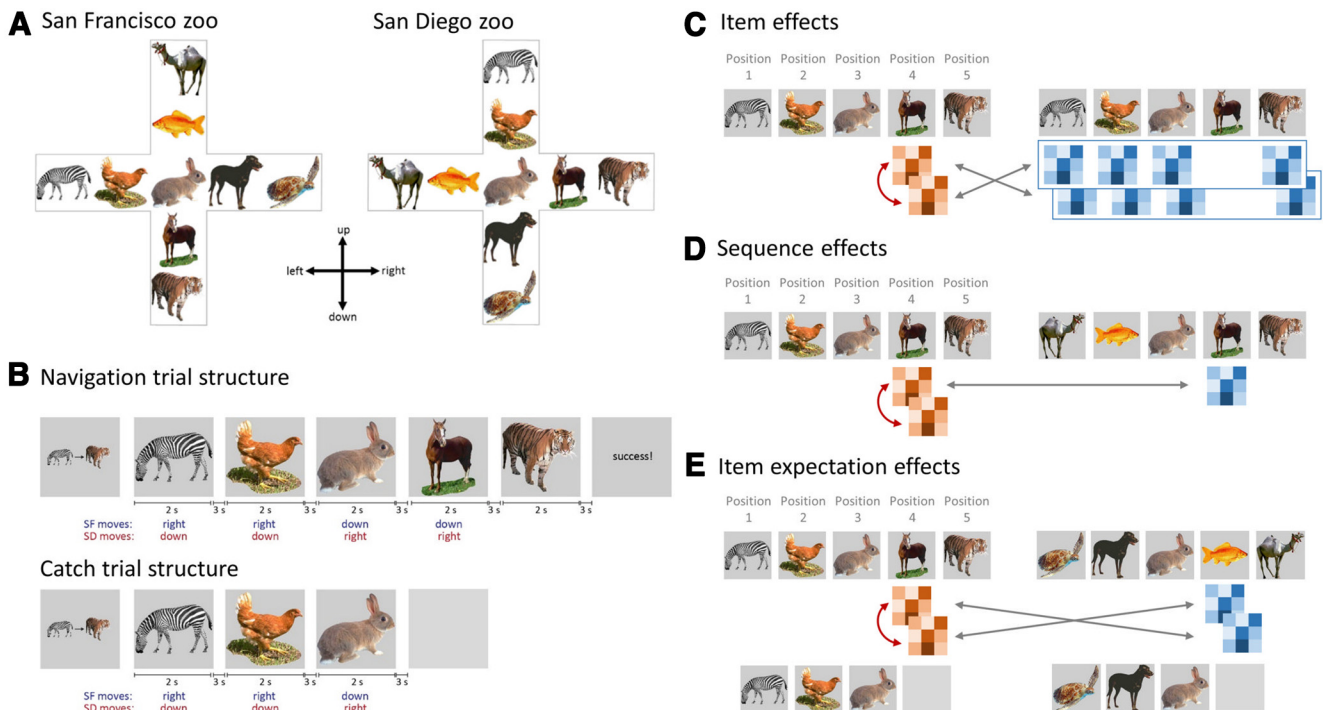 A San Francisco zoo
San Diego zoo
up
left right
down
B Navigation trial structure
success!
2 s 3 s 2 s 3 s 2 s 3 s 2 s 3 s 2 s 3 s
SF moves: right right down down
SD moves: down down right right
Catch trial structure
2 s 3 s 2 s 3 s 2 s 3 s
SF moves: right right down
SD moves: down down right
C Item effects
Position Position Position Position Position
1 2 3 4 5
D Sequence effects
Position Position Position Position Position
1 2 3 4 5
E Item expectation effects
Position Position Position Position Position
1 2 3 4 5